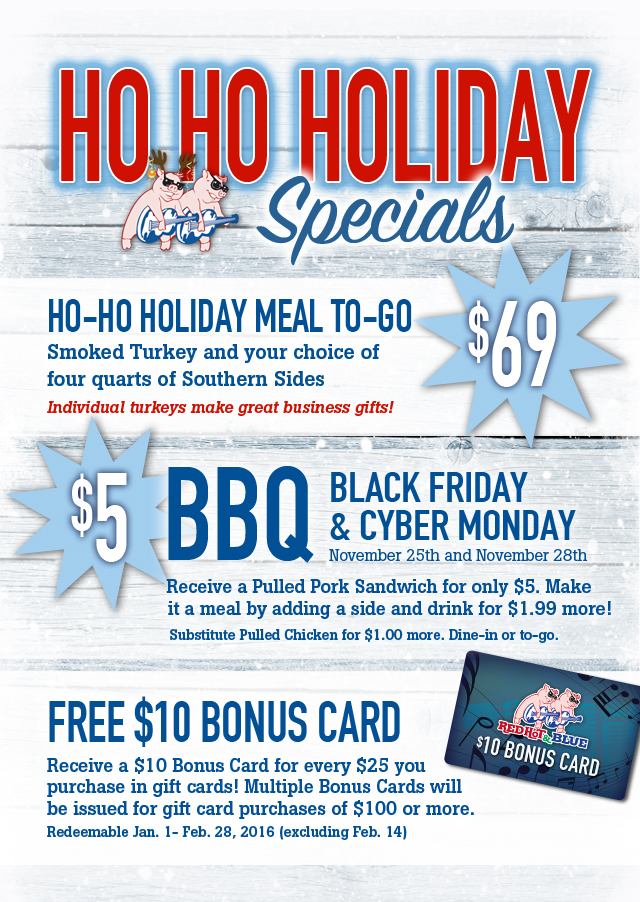 HO HO HOLIDAY
Specials
HO-HO HOLIDAY MEAL TO-GO
Smoked Turkey and your choice of
four quarts of Southern Sides
Individual turkeys make great business gifts!
$69
$5
BBQ
BLACK FRIDAY
& CYBER MONDAY
November 25th and November 28th
Receive a Pulled Pork Sandwich for only $5. Make
it a meal by adding a side and drink for $1.99 more!
Substitute Pulled Chicken for $1.00 more. Dine-in or to-go.
FREE $10 BONUS CARD
Receive a $10 Bonus Card for every $25 you
purchase in gift cards! Multiple Bonus Cards will
be issued for gift card purchases of $100 or more.
Redeemable Jan. 1- Feb. 28, 2016 (excluding Feb. 14)
RED HOT & BLUE
$10 BONUS CARD